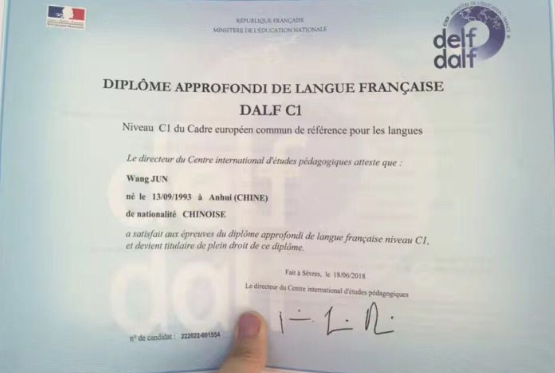 RÉPUBLIQUE FRANÇAISE
MINISTÈRE DE L'ÉDUCATION NATIONALE
delf
dalf
DIPLÔME APPROFONDI DE LANGUE FRANÇAISE
DALF C1
Niveau C1 du Cadre européen commun de référence pour les langues
Le directeur du Centre international d'études pédagogiques atteste que :
Wang JUN
né le 13/09/1993 à Anhui (CHINE)
de nationalité CHINOISE
a satisfait aux épreuves du diplôme approfondi de langue française niveau C1,
et devient titulaire de plein droit de ce diplôme.
Fait à Sèvres, le 18/06/2018
Le directeur du Centre international d'études pédagogiques
n° de candidat : 222022-001554